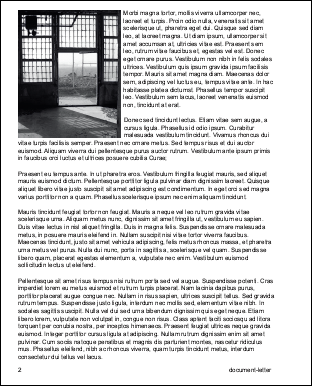 Morbi magna tortor, mollis viverra ullamcorper nec,
laoreet et turpis. Proin odio nulla, venenatis sit amet
scelerisque ut, pharetra eget dui. Quisque sed diam
leo, at laoreet magna. Ut diam ipsum, ullamcorper sit
amet accumsan at, ultricies vitae est. Praesent sem
leo, rutrum vitae faucibus et, egestas vel est. Donec
eget ornare purus. Vestibulum non nibh in felis sodales
ultrices. Vestibulum quis ipsum gravida ipsum facilisis
tempor. Mauris sit amet magna diam. Maecenas dolor
sem, adipiscing vel luctus eu, tempus vitae ante. In hac
habitasse platea dictumst. Phasellus tempor suscipit
leo. Vestibulum sem lacus, laoreet venenatis euismod
non, tincidunt at erat.
Donec sed tincidunt lectus. Etiam vitae sem augue, a
cursus ligula. Phasellus id odio ipsum. Curabitur
malesuada vestibulum tincidunt. Vivamus rhoncus dui
vitae turpis facilisis semper. Praesent nec ornare metus. Sed tempus risus et dui auctor
euismod. Aliquam viverra dui pellentesque purus auctor rutrum. Vestibulum ante ipsum primis
in faucibus orci luctus et ultrices posuere cubilia Curae;
Praesent eu tempus ante. In ut pharetra eros. Vestibulum fringilla feugiat mauris, sed aliquet
mauris euismod dictum. Pellentesque porttitor ligula pulvinar diam dignissim laoreet. Quisque
aliquet libero vitae justo suscipit sit amet adipiscing est condimentum. In eget orci sed magna
varius porttitor non a quam. Phasellus scelerisque ipsum nec enim aliquam tincidunt.
Mauris tincidunt feugiat tortor non feugiat. Mauris a neque vel leo rutrum gravida vitae
scelerisque urna. Aliquam metus nunc, dignissim sit amet fringilla ut, vestibulum eu sapien.
Duis vitae lectus in nisl aliquet fringilla. Duis in magna felis. Suspendisse ornare malesuada
metus, in posuere mauris eleifend in. Nullam suscipit nisi vitae tortor viverra faucibus.
Maecenas tincidunt, justo sit amet vehicula adipiscing, felis metus rhoncus massa, et pharetra
urna metus vel purus. Nulla dui nunc, porta in sagittis a, scelerisque vel quam. Suspendisse
libero quam, placerat egestas elementum a, vulputate nec enim. Vestibulum euismod
sollicitudin lectus ut eleifend.
Pellentesque sit amet risus tempus nisi rutrum porta sed vel augue. Suspendisse potenti. Cras
imperdiet lorem eu metus euismod et rutrum turpis placerat. Nam lacinia dapibus purus,
porttitor placerat augue congue nec. Nullam in risus sapien, ultrices suscipit tellus. Sed gravida
rutrum tempus. Suspendisse justo ligula, interdum nec mollis sed, elementum vitae nibh. In
sodales sagittis suscipit. Nulla vel dui sed urna bibendum dignissim quis eget neque. Etiam
libero lorem, vulputate non volutpat in, congue non risus. Class aptent taciti sociosqu ad litora
torquent per conubia nostra, per inceptos himenaeos. Praesent feugiat ultrices neque gravida
euismod. Integer porttitor cursus ligula at adipiscing. Nullam rutrum dignissim enim sit amet
pulvinar. Cum sociis natoque penatibus et magnis dis parturient montes, nascetur ridiculus
mus. Phasellus eleifend, nibh ac rhoncus viverra, quam turpis tincidunt metus, interdum
consectetur dui tellus vel lacus.
2 document-letter